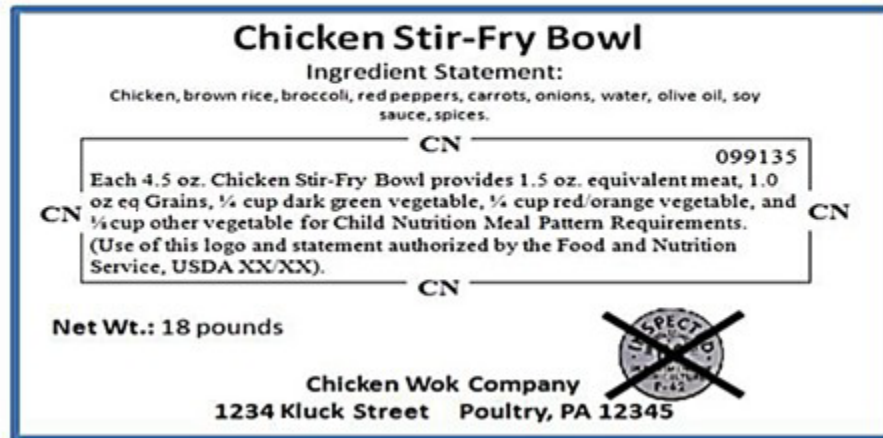 Chicken Stir-Fry Bowl
Ingredient Statement:
Chicken, brown rice, broccoli, red peppers, carrots, onions, water, olive oil, soy
sauce, spices.
CN
099135
Each 4.5 oz. Chicken Stir-Fry Bowl provides 1.5 oz. equivalent meat, 1.0
oz eq Grains, ¼ cup dark green vegetable, ¼ cup red/orange vegetable, and
CN CN
⅛ cup other vegetable for Child Nutrition Meal Pattern Requirements.
(Use of this logo and statement authorized by the Food and Nutrition
Service, USDA XX/XX).
CN
Net Wt.: 18 pounds
INSPECTED
P-42
Chicken Wok Company
1234 Kluck Street Poultry, PA 12345